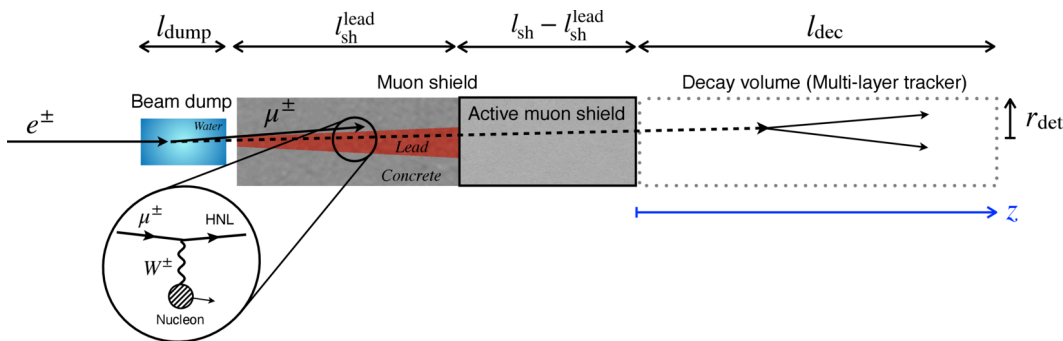 l_dump
l_sh^lead
l_sh − l_sh^lead
l_dec
Muon shield
Decay volume (Multi-layer tracker)
Beam dump
e^±
Water
μ^±
Active muon shield
r_det
Lead
Concrete
z
μ^±
HNL
W^±
Nucleon